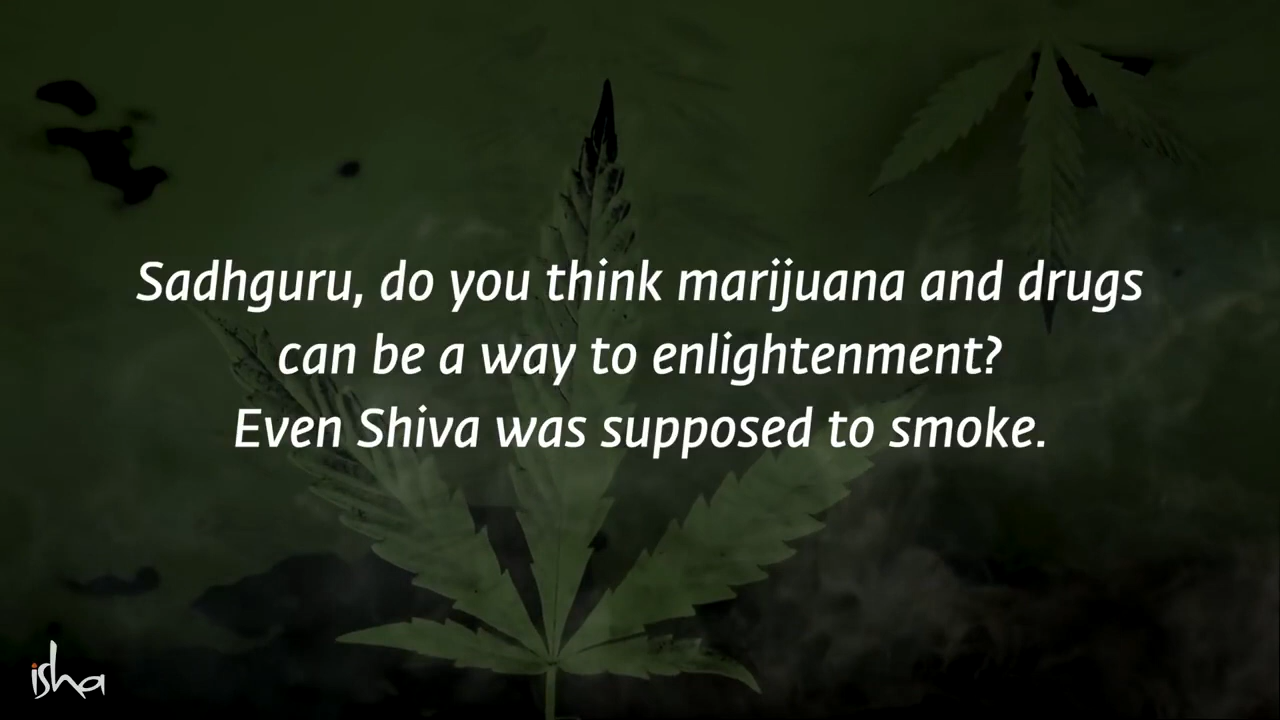 Sadhguru, do you think marijuana and drugs
can be a way to enlightenment?
Even Shiva was supposed to smoke.
isha